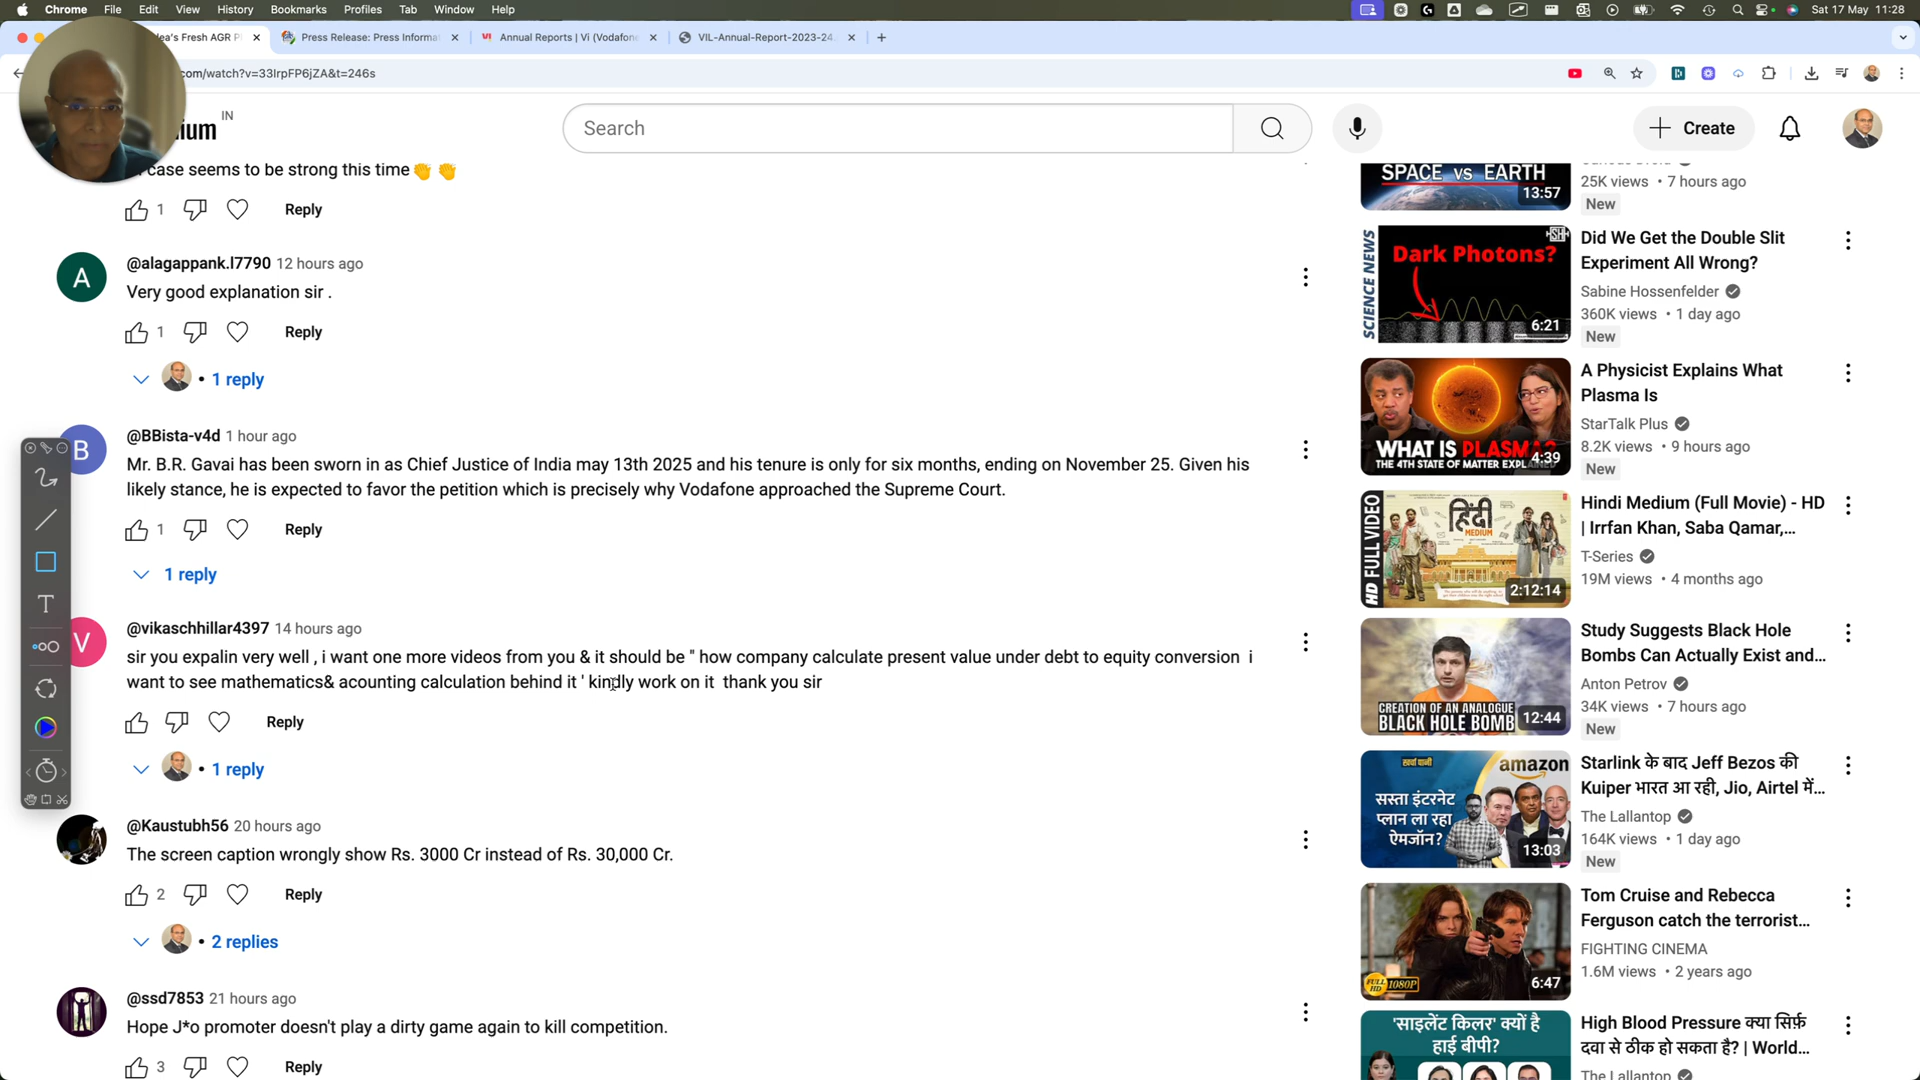 Chrome File Edit View History Bookmarks Profiles Tab Window Help Sat 17 May 11:28
ea's Fresh AGR P Press Release: Press Informa Annual Reports | Vi (Vodafon VIL-Annual-Report-2023-24
com/watch?v=33IrpFP6jZA&t=246s
ium IN
Search
Create
case seems to be strong this time👏 👏
1 Reply
A
@alagappank.l7790 12 hours ago
Very good explanation sir .
1 Reply
• 1 reply
B
@BBista-v4d 1 hour ago
Mr. B.R. Gavai has been sworn in as Chief Justice of India may 13th 2025 and his tenure is only for six months, ending on November 25. Given his
likely stance, he is expected to favor the petition which is precisely why Vodafone approached the Supreme Court.
1 Reply
1 reply
V
@vikaschhillar4397 14 hours ago
sir you expalin very well , i want one more videos from you & it should be " how company calculate present value under debt to equity conversion i
want to see mathematics& acounting calculation behind it ' kindly work on it thank you sir
Reply
• 1 reply
@Kaustubh56 20 hours ago
The screen caption wrongly show Rs. 3000 Cr instead of Rs. 30,000 Cr.
2 Reply
• 2 replies
@ssd7853 21 hours ago
Hope J*o promoter doesn't play a dirty game again to kill competition.
3 Reply
T
SPACE VS EARTH
13:57
25K views • 7 hours ago
New
SCIENCE NEWS
Dark Photons?
SH
6:21
Did We Get the Double Slit
Experiment All Wrong?
Sabine Hossenfelder
360K views • 1 day ago
New
WHAT IS PLASMA?
THE 4TH STATE OF MATTER EXPLAINED
4:39
A Physicist Explains What
Plasma Is
StarTalk Plus
8.2K views • 9 hours ago
New
HD FULL VIDEO
हिंदी
MEDIUM
2:12:14
Hindi Medium (Full Movie) - HD
| Irrfan Khan, Saba Qamar,...
T-Series
19M views • 4 months ago
CREATION OF AN ANALOGUE
BLACK HOLE BOMB
12:44
Study Suggests Black Hole
Bombs Can Actually Exist and...
Anton Petrov
34K views • 7 hours ago
New
खर्चा पानी
amazon
सस्ता इंटरनेट
प्लान ला रहा
ऐमजॉन?
13:03
Starlink के बाद Jeff Bezos की
Kuiper भारत आ रही, Jio, Airtel में...
The Lallantop
164K views • 1 day ago
New
FULL HD 1080P
6:47
Tom Cruise and Rebecca
Ferguson catch the terrorist...
FIGHTING CINEMA
1.6M views • 2 years ago
'साइलेंट किलर' क्यों है
हाई बीपी?
High Blood Pressure क्या सिर्फ़
दवा से ठीक हो सकता है? | World...
The Lallantop